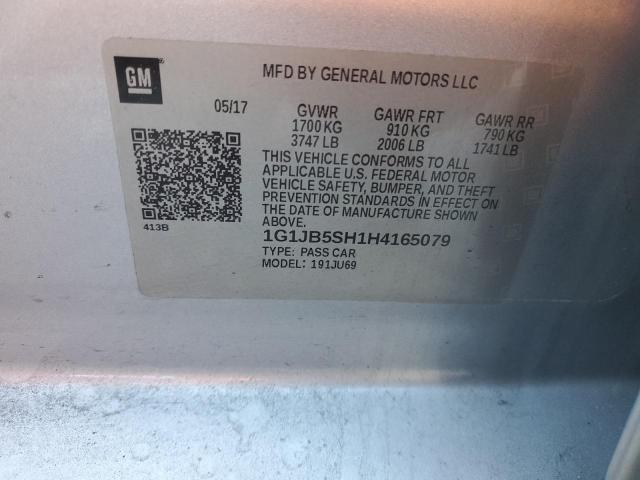 GM
MFD BY GENERAL MOTORS LLC
05/17 GVWR GAWR FRT GAWR RR
1700 KG 910 KG 790 KG
3747 LB 2006 LB 1741 LB
THIS VEHICLE CONFORMS TO ALL
APPLICABLE U.S. FEDERAL MOTOR
VEHICLE SAFETY, BUMPER, AND THEFT
PREVENTION STANDARDS IN EFFECT ON
THE DATE OF MANUFACTURE SHOWN
ABOVE.
413B
1G1JB5SH1H4165079
TYPE: PASS CAR
MODEL: 191JU69